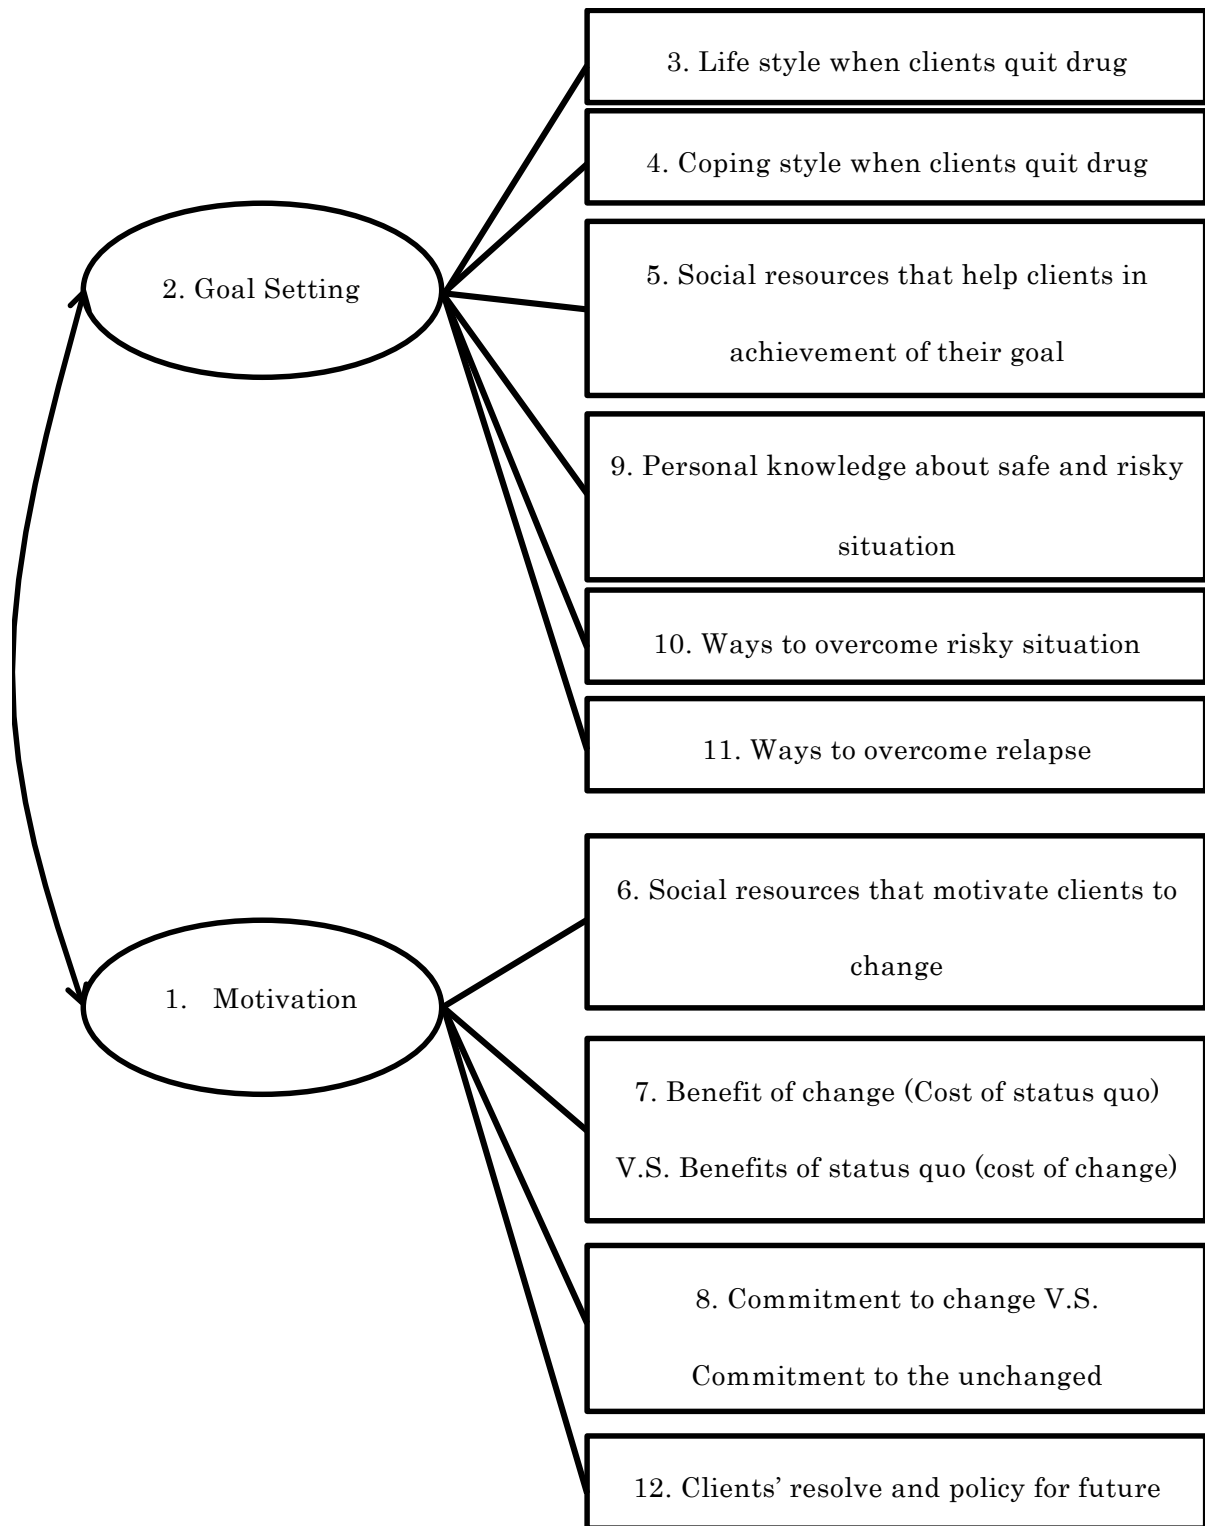 3. Life style when clients quit drug
4. Coping style when clients quit drug
2. Goal Setting
5. Social resources that help clients in
achievement of their goal
9. Personal knowledge about safe and risky
situation
10. Ways to overcome risky situation
11. Ways to overcome relapse
6. Social resources that motivate clients to
change
1. Motivation
7. Benefit of change (Cost of status quo)
V.S. Benefits of status quo (cost of change)
8. Commitment to change V.S.
Commitment to the unchanged
12. Clients’ resolve and policy for future